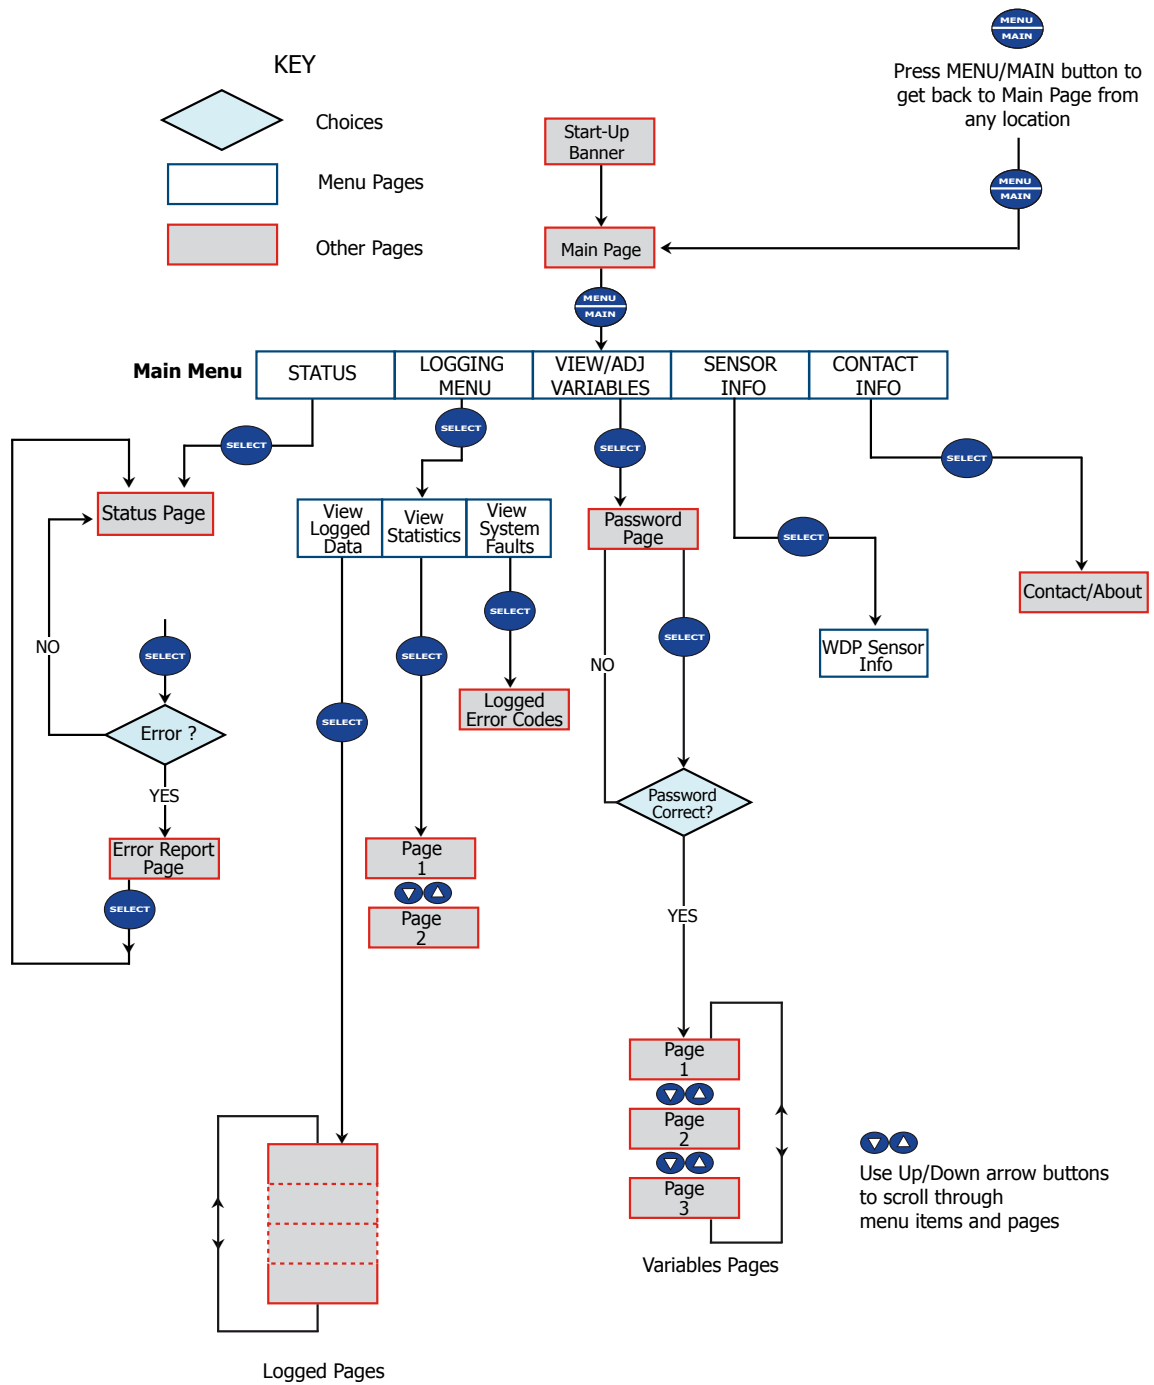 MENU
MAIN
Press MENU/MAIN button to
get back to Main Page from
any location
MENU
MAIN
KEY
Choices
Menu Pages
Other Pages
Start-Up
Banner
Main Page
MENU
MAIN
Main Menu
STATUS
LOGGING
MENU
VIEW/ADJ
VARIABLES
SENSOR
INFO
CONTACT
INFO
SELECT
SELECT
SELECT
SELECT
SELECT
Status Page
View
Logged
Data
View
Statistics
View
System
Faults
Password
Page
Contact/About
WDP Sensor
Info
NO
SELECT
SELECT
SELECT
SELECT
SELECT
NO
Logged
Error Codes
Error ?
YES
Error Report
Page
SELECT
Password
Correct?
Page
1
Page
2
YES
Page
1
Page
2
Page
3
Variables Pages
Use Up/Down arrow buttons
to scroll through
menu items and pages
Logged Pages